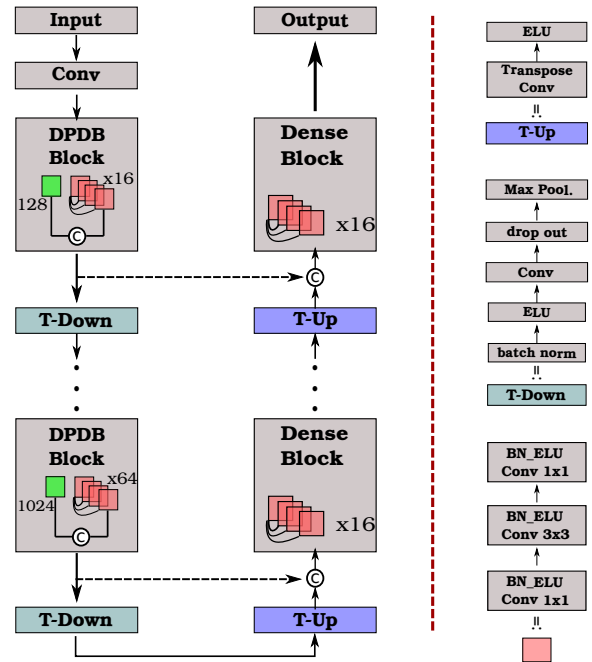 Input
Conv
DPDB
Block
x16
128
C
T-Down
DPDB
Block
x64
1024
C
T-Down
Output
Dense
Block
x16
C
T-Up
Dense
Block
x16
C
T-Up
ELU
Transpose
Conv
T-Up
Max Pool.
drop out
Conv
ELU
batch norm
T-Down
BN_ELU
Conv 1x1
BN_ELU
Conv 3x3
BN_ELU
Conv 1x1